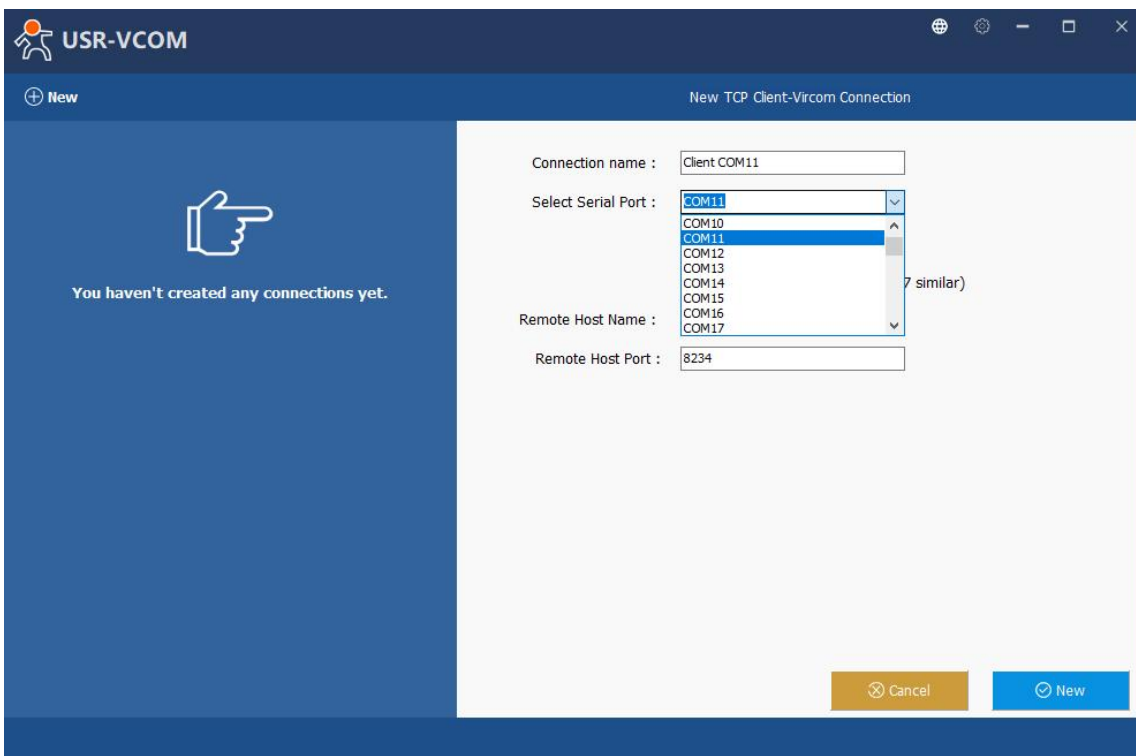 USR-VCOM
New
New TCP Client-Vircom Connection
You haven't created any connections yet.
Connection name :
Client COM11
Select Serial Port :
COM11
COM10
COM11
COM12
COM13
COM14
COM15
COM16
COM17
7 similar)
Remote Host Name :
Remote Host Port :
8234
Cancel
New